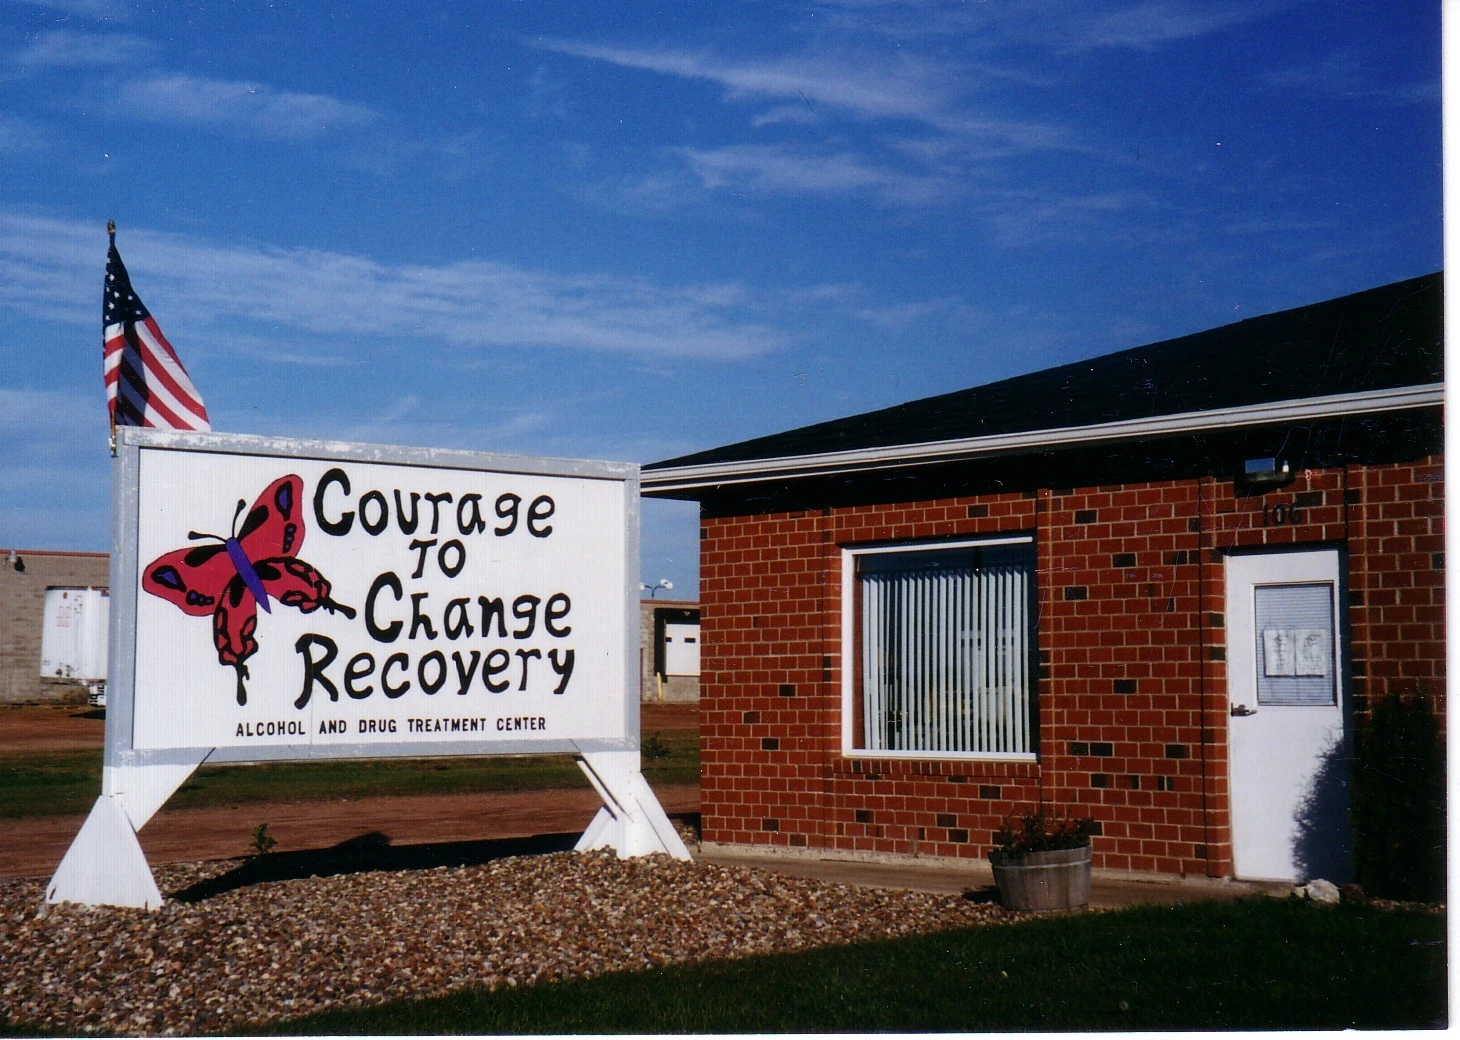 Courage
TO
Change
Recovery
ALCOHOL AND DRUG TREATMENT CENTER
106